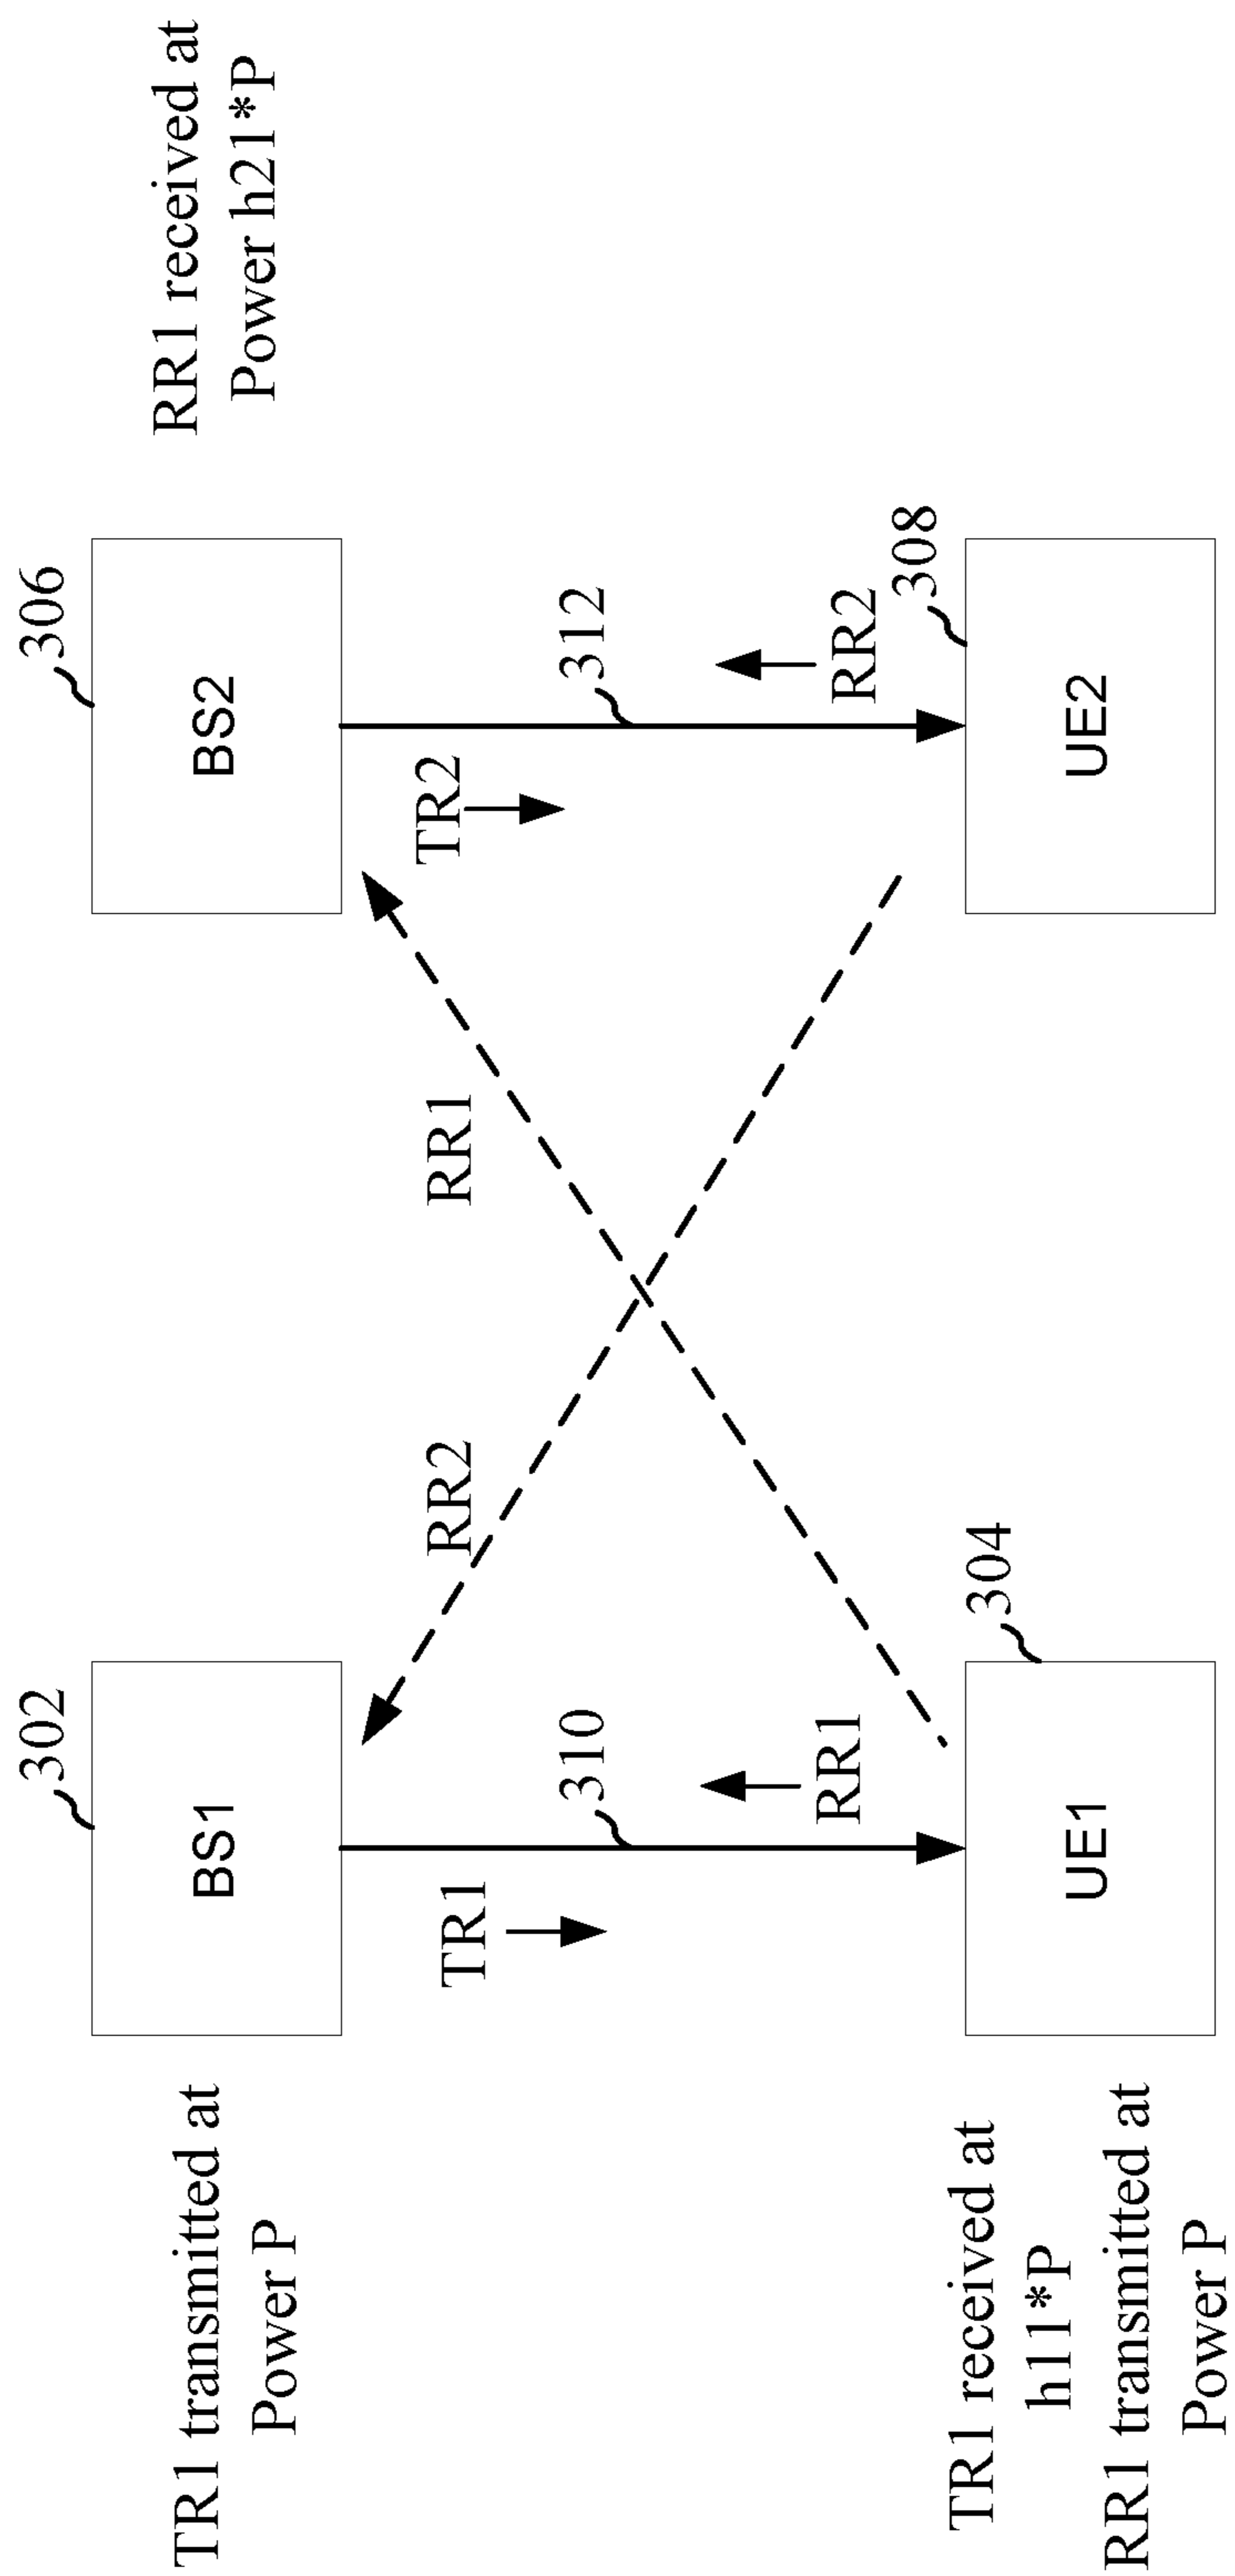 302
306
TR1 transmitted at
Power P
BS1
BS2
RR1 received at
Power h21*P
TR1
RR2
RR1
TR2
310
312
RR1
RR2
304
308
TR1 received at
h11*P
RR1 transmitted at
Power P
UE1
UE2